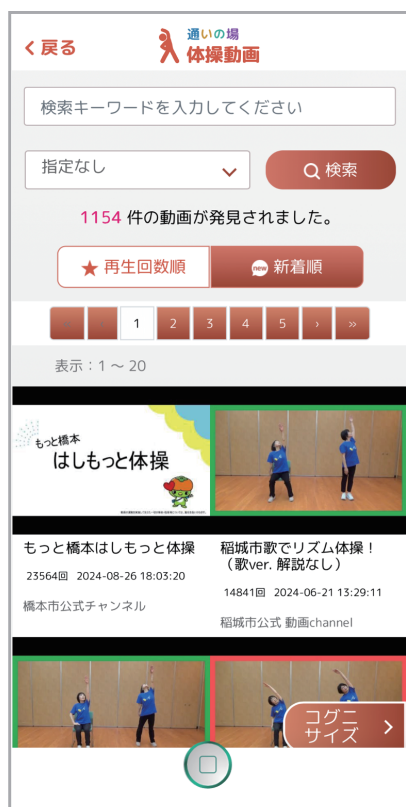 戻る
通いの場
体操動画
検索キーワードを入力してください
指定なし
検索
1154 件の動画が発見されました。
再生回数順
new 新着順
1 2 3 4 5 › »
表示：1 〜 20
もっと橋本
はしもっと体操
もっと橋本はしもっと体操
23564回 2024-08-26 18:03:20
橋本市公式チャンネル
稲城市歌でリズム体操！
（歌ver. 解説なし）
14841回 2024-06-21 13:29:11
稲城市公式 動画channel
コグニ
サイズ